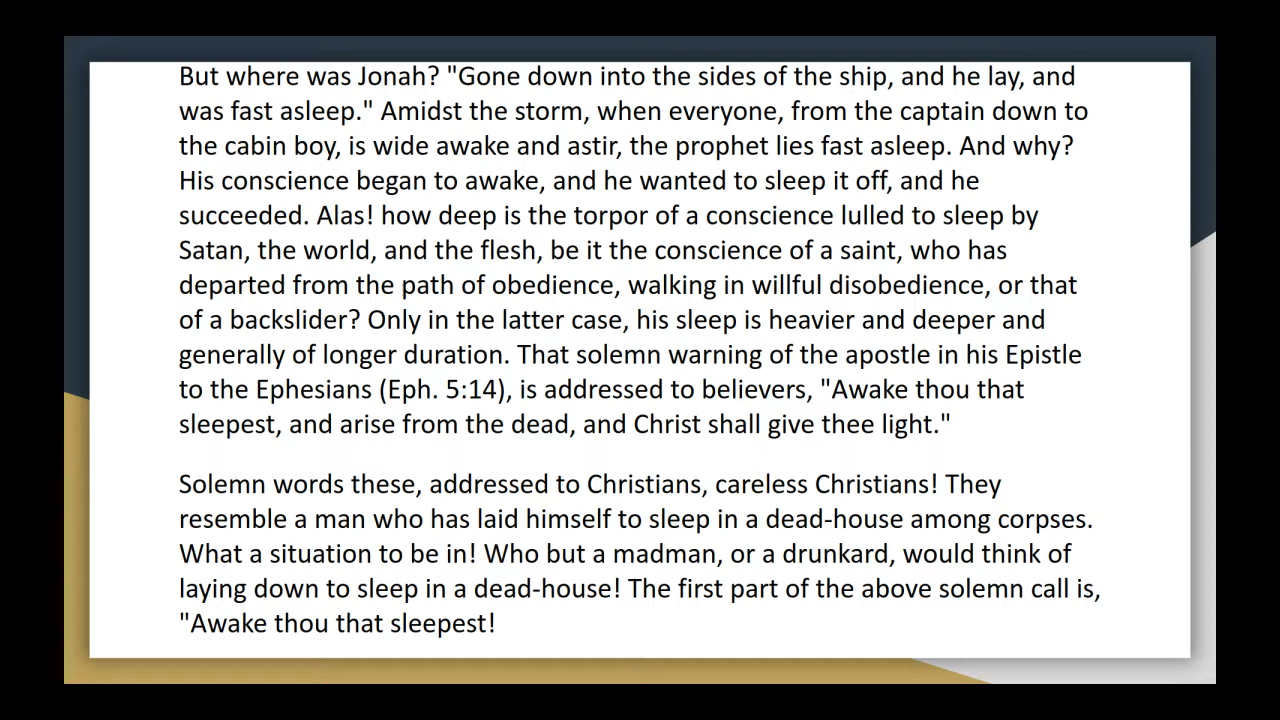 But where was Jonah? "Gone down into the sides of the ship, and he lay, and
was fast asleep." Amidst the storm, when everyone, from the captain down to
the cabin boy, is wide awake and astir, the prophet lies fast asleep. And why?
His conscience began to awake, and he wanted to sleep it off, and he
succeeded. Alas! how deep is the torpor of a conscience lulled to sleep by
Satan, the world, and the flesh, be it the conscience of a saint, who has
departed from the path of obedience, walking in willful disobedience, or that
of a backslider? Only in the latter case, his sleep is heavier and deeper and
generally of longer duration. That solemn warning of the apostle in his Epistle
to the Ephesians (Eph. 5:14), is addressed to believers, "Awake thou that
sleepest, and arise from the dead, and Christ shall give thee light."
Solemn words these, addressed to Christians, careless Christians! They
resemble a man who has laid himself to sleep in a dead-house among corpses.
What a situation to be in! Who but a madman, or a drunkard, would think of
laying down to sleep in a dead-house! The first part of the above solemn call is,
"Awake thou that sleepest!